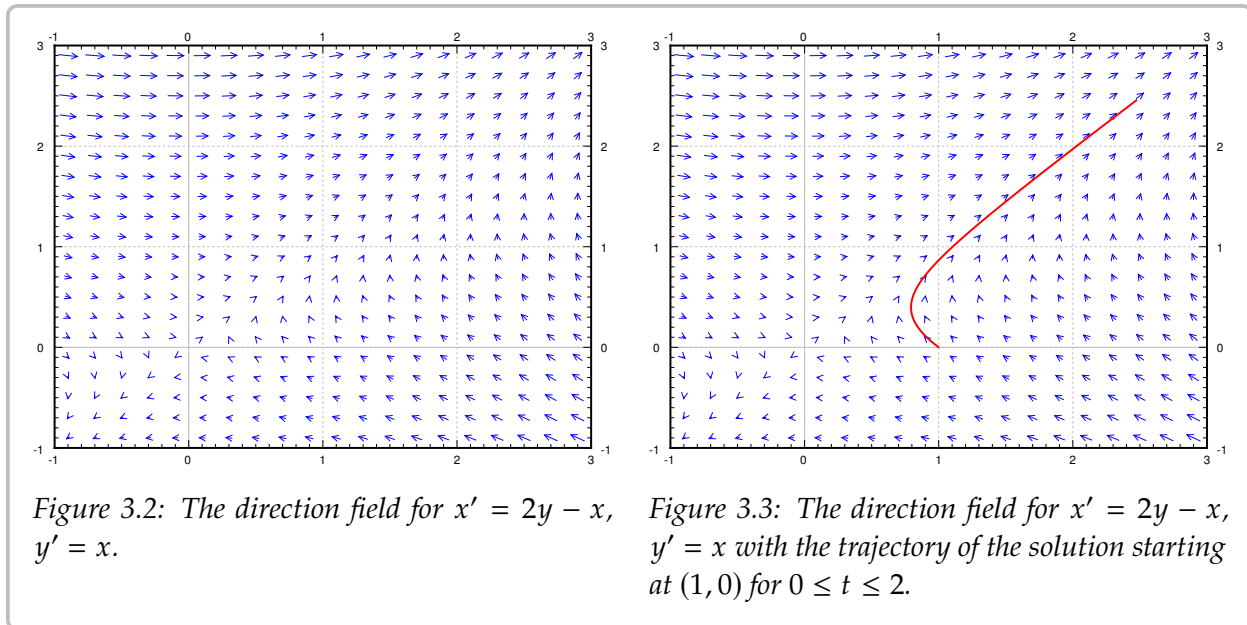 -1 0 1 2 3
3 3
2 2
1 1
0 0
-1 -1
-1 0 1 2 3
Figure 3.2: The direction field for x′ = 2y − x,
y′ = x.
-1 0 1 2 3
3 3
2 2
1 1
0 0
-1 -1
-1 0 1 2 3
Figure 3.3: The direction field for x′ = 2y − x,
y′ = x with the trajectory of the solution starting
at (1, 0) for 0 ≤ t ≤ 2.